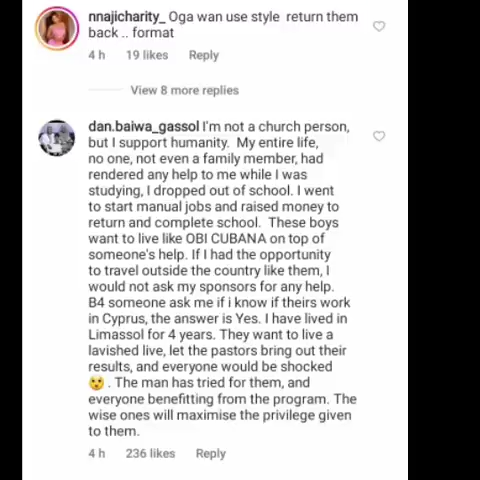 nnajicharity_ Oga wan use style return them
back .. format
4 h 19 likes Reply
View 8 more replies
dan.baiwa_gassol I'm not a church person,
but I support humanity. My entire life,
no one, not even a family member, had
rendered any help to me while I was
studying, I dropped out of school. I went
to start manual jobs and raised money to
return and complete school. These boys
want to live like OBI CUBANA on top of
someone's help. If I had the opportunity
to travel outside the country like them, I
would not ask my sponsors for any help.
B4 someone ask me if i know if theirs work
in Cyprus, the answer is Yes. I have lived in
Limassol for 4 years. They want to live a
lavished live, let the pastors bring out their
results, and everyone would be shocked
😲 . The man has tried for them, and
everyone benefitting from the program. The
wise ones will maximise the privilege given
to them.
4 h 236 likes Reply